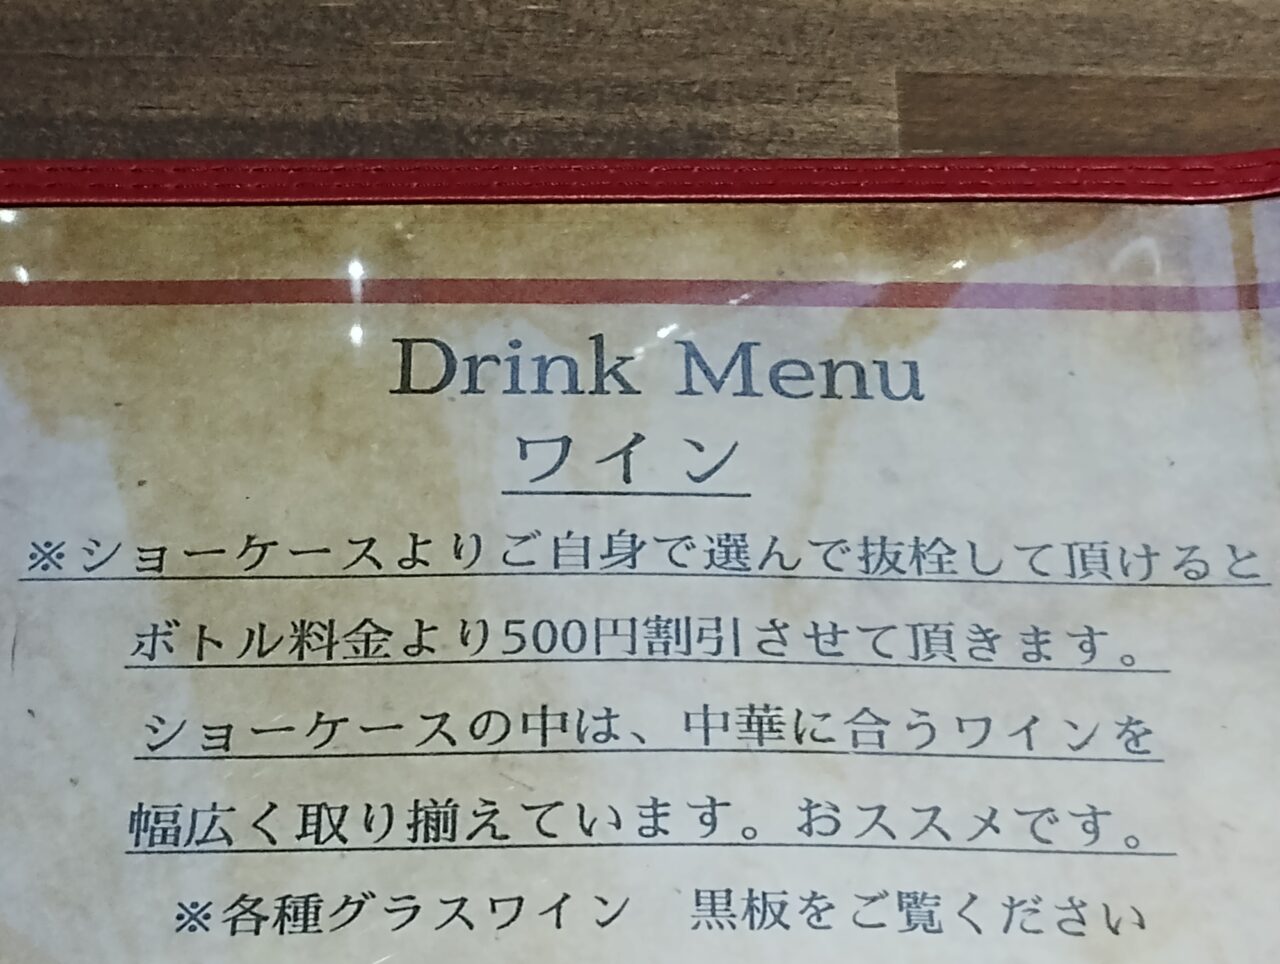 Drink Menu
ワイン
※ショーケースよりご自身で選んで抜栓して頂けると
ボトル料金より500円割引させて頂きます。
ショーケースの中は、中華に合うワインを
幅広く取り揃えています。おススメです。
※各種グラスワイン　黒板をご覧ください